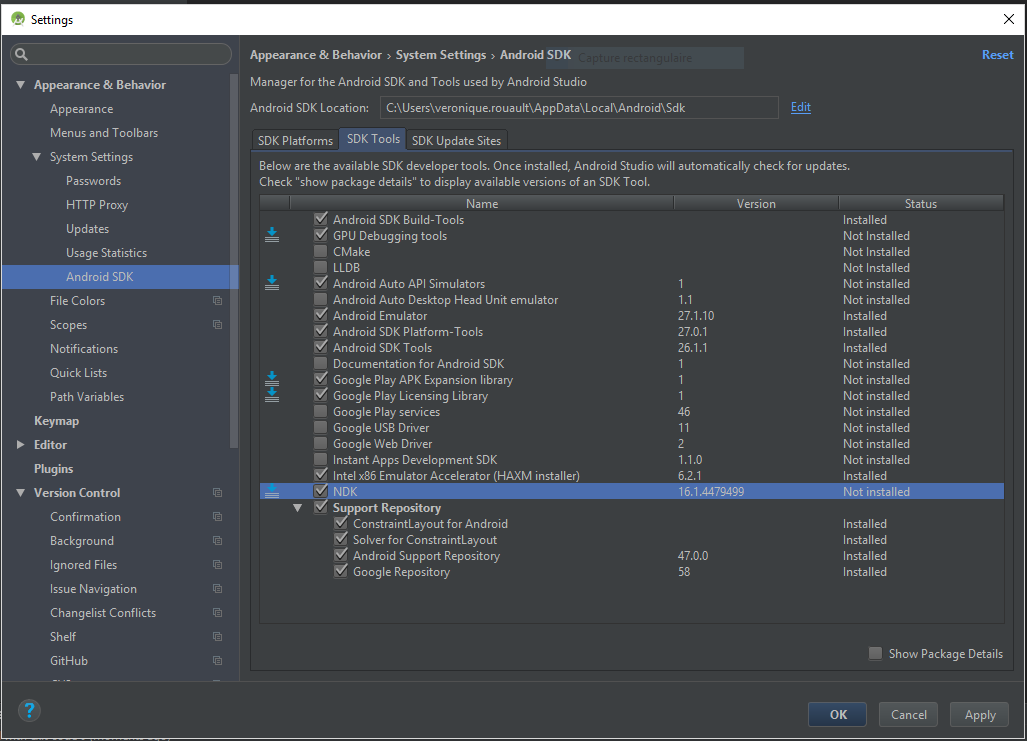 Settings
Appearance & Behavior › System Settings › Android SDK
Capture rectangulaire
Reset
Manager for the Android SDK and Tools used by Android Studio
Android SDK Location: C:\Users\veronique.rouault\AppData\Local\Android\Sdk Edit
Appearance & Behavior
Appearance
Menus and Toolbars
System Settings
Passwords
HTTP Proxy
Updates
Usage Statistics
Android SDK
File Colors
Scopes
Notifications
Quick Lists
Path Variables
Keymap
Editor
Plugins
Version Control
Confirmation
Background
Ignored Files
Issue Navigation
Changelist Conflicts
Shelf
GitHub
SDK Platforms SDK Tools SDK Update Sites
Below are the available SDK developer tools. Once installed, Android Studio will automatically check for updates.
Check "show package details" to display available versions of an SDK Tool.
Name Version Status
Android SDK Build-Tools Installed
GPU Debugging tools Not Installed
CMake Not Installed
LLDB Not Installed
Android Auto API Simulators 1 Not installed
Android Auto Desktop Head Unit emulator 1.1 Not installed
Android Emulator 27.1.10 Installed
Android SDK Platform-Tools 27.0.1 Installed
Android SDK Tools 26.1.1 Installed
Documentation for Android SDK 1 Not installed
Google Play APK Expansion library 1 Not installed
Google Play Licensing Library 1 Not installed
Google Play services 46 Not installed
Google USB Driver 11 Not installed
Google Web Driver 2 Not installed
Instant Apps Development SDK 1.1.0 Not installed
Intel x86 Emulator Accelerator (HAXM installer) 6.2.1 Installed
NDK 16.1.4479499 Not installed
Support Repository
ConstraintLayout for Android Installed
Solver for ConstraintLayout Installed
Android Support Repository 47.0.0 Installed
Google Repository 58 Installed
Show Package Details
?
OK Cancel Apply